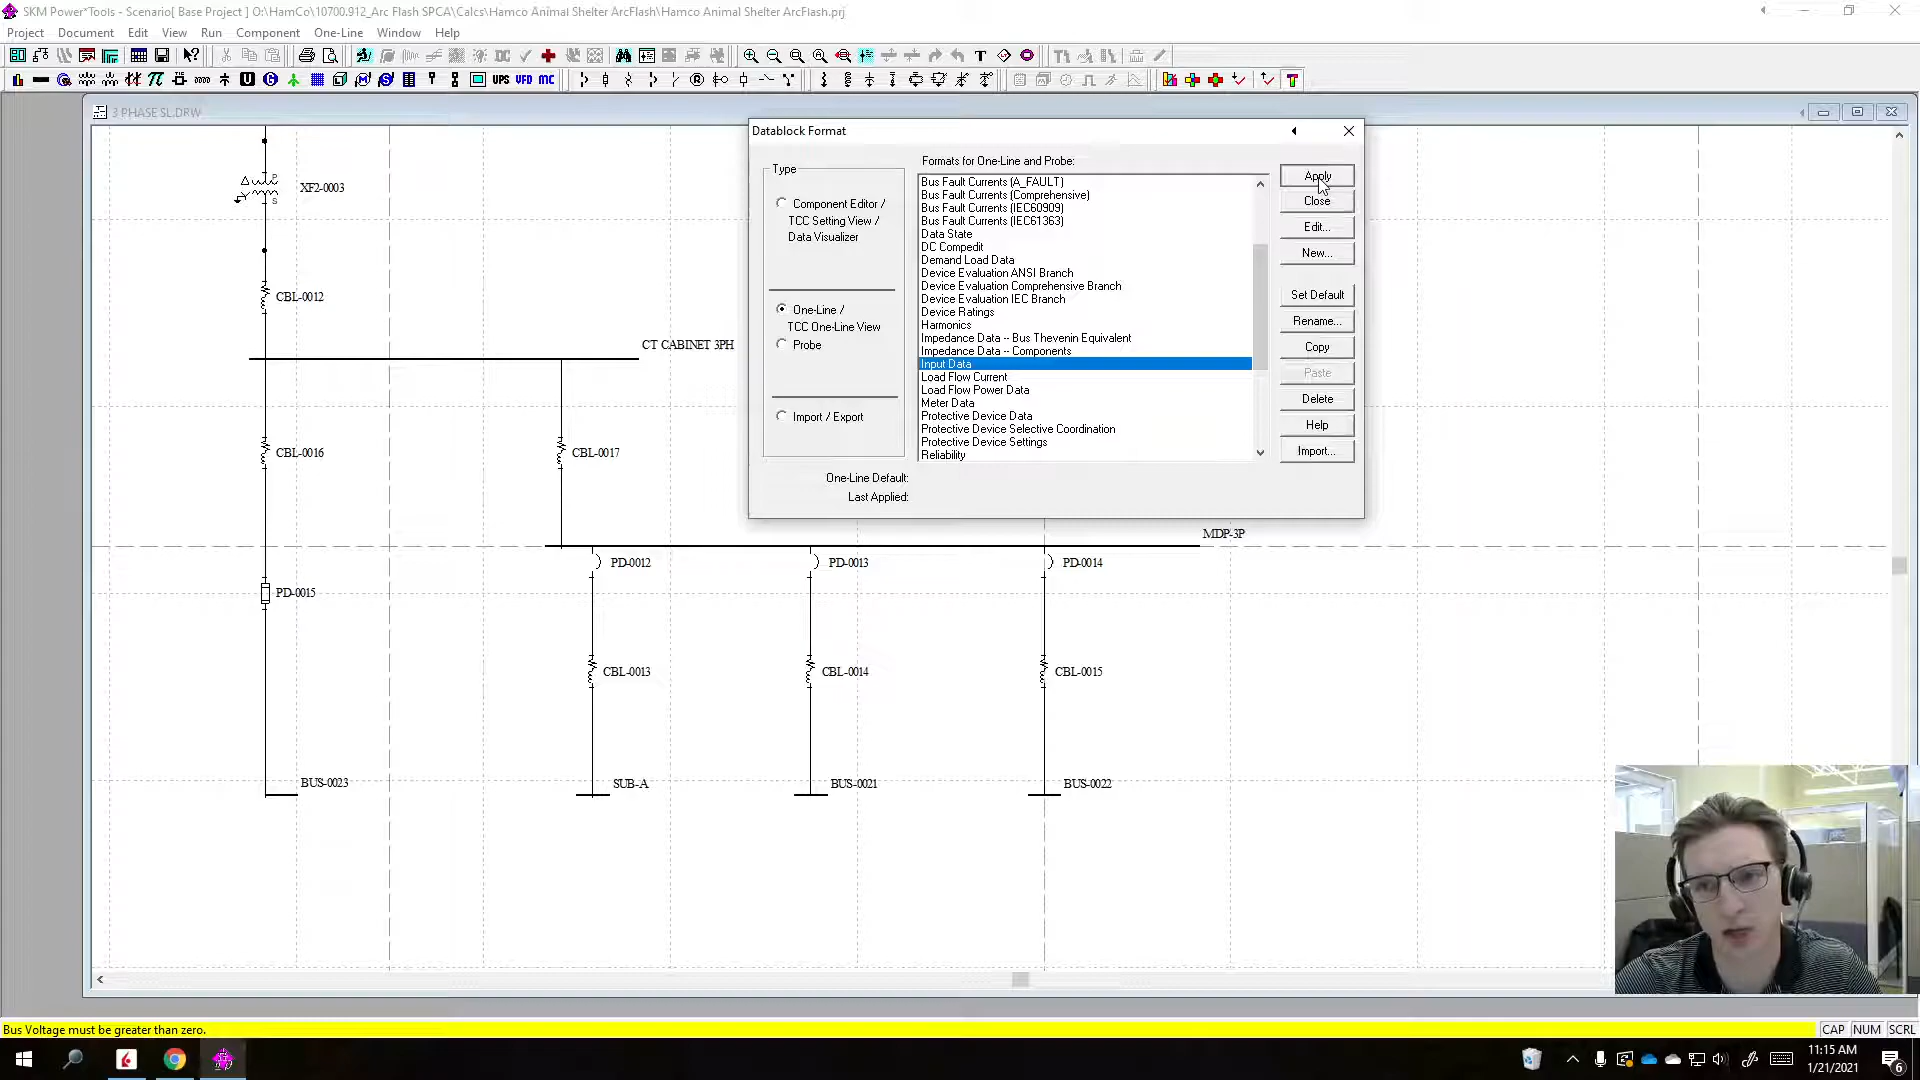 SKM Power*Tools - Scenario[ Base Project ] O:\HamCo\10700.912_Arc Flash SPCA\Calcs\Hamco Animal Shelter ArcFlash\Hamco Animal Shelter ArcFlash.prj
Project Document Edit View Run Component One-Line Window Help
UPS VFD MC
3 PHASE SL.DRW
Datablock Format
Type
Component Editor /
TCC Setting View /
Data Visualizer
One-Line /
TCC One-Line View
Probe
Import / Export
Formats for One-Line and Probe:
Bus Fault Currents (A_FAULT)
Bus Fault Currents (Comprehensive)
Bus Fault Currents (IEC60909)
Bus Fault Currents (IEC61363)
Data State
DC Compedit
Demand Load Data
Device Evaluation ANSI Branch
Device Evaluation Comprehensive Branch
Device Evaluation IEC Branch
Device Ratings
Harmonics
Impedance Data -- Bus Thevenin Equivalent
Impedance Data -- Components
Input Data
Load Flow Current
Load Flow Power Data
Meter Data
Protective Device Data
Protective Device Selective Coordination
Protective Device Settings
Reliability
Apply
Close
Edit...
New...
Set Default
Rename...
Copy
Paste
Delete
Help
Import...
One-Line Default:
Last Applied:
P
S
XF2-0003
CBL-0012
CT CABINET 3PH
CBL-0016
CBL-0017
MDP-3P
PD-0012
PD-0013
PD-0014
PD-0015
CBL-0013
CBL-0014
CBL-0015
BUS-0023
SUB-A
BUS-0021
BUS-0022
Bus Voltage must be greater than zero.
CAP NUM SCRL
11:15 AM
1/21/2021
6